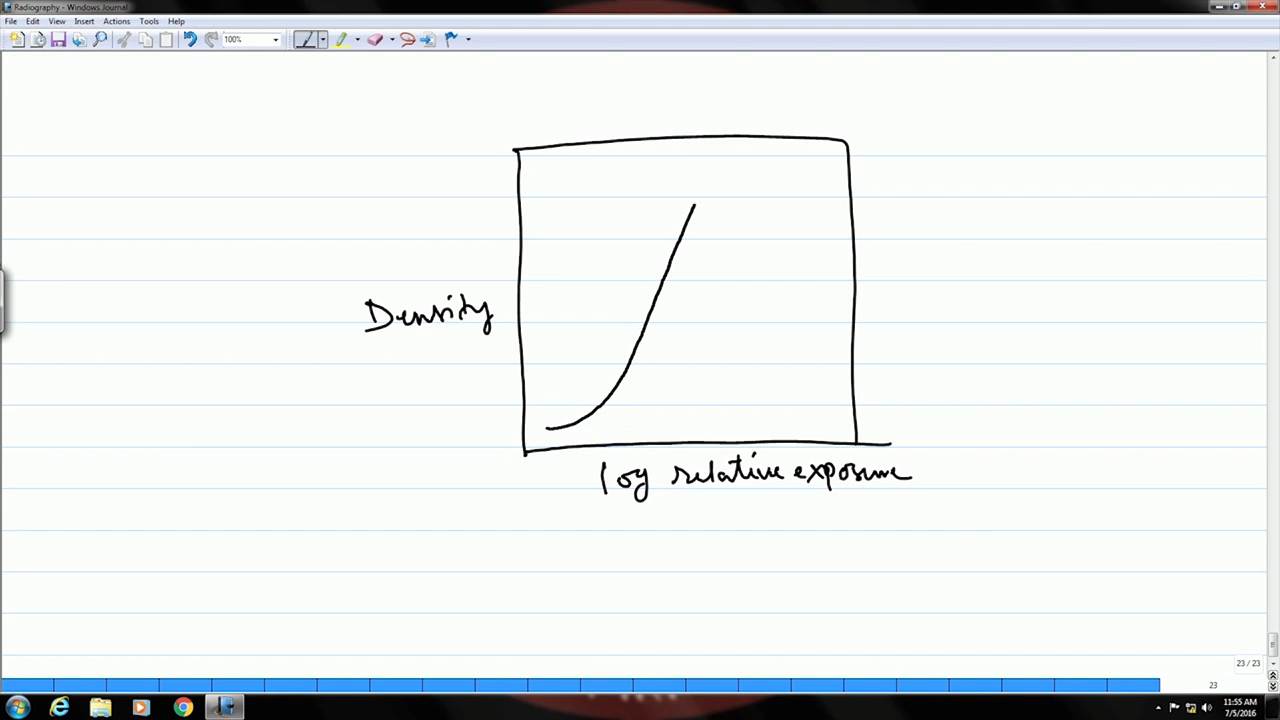 Radiography - Windows Journal
File Edit View Insert Actions Tools Help
100%
Density
log relative exposure
23 / 23
23
11:55 AM
7/5/2016